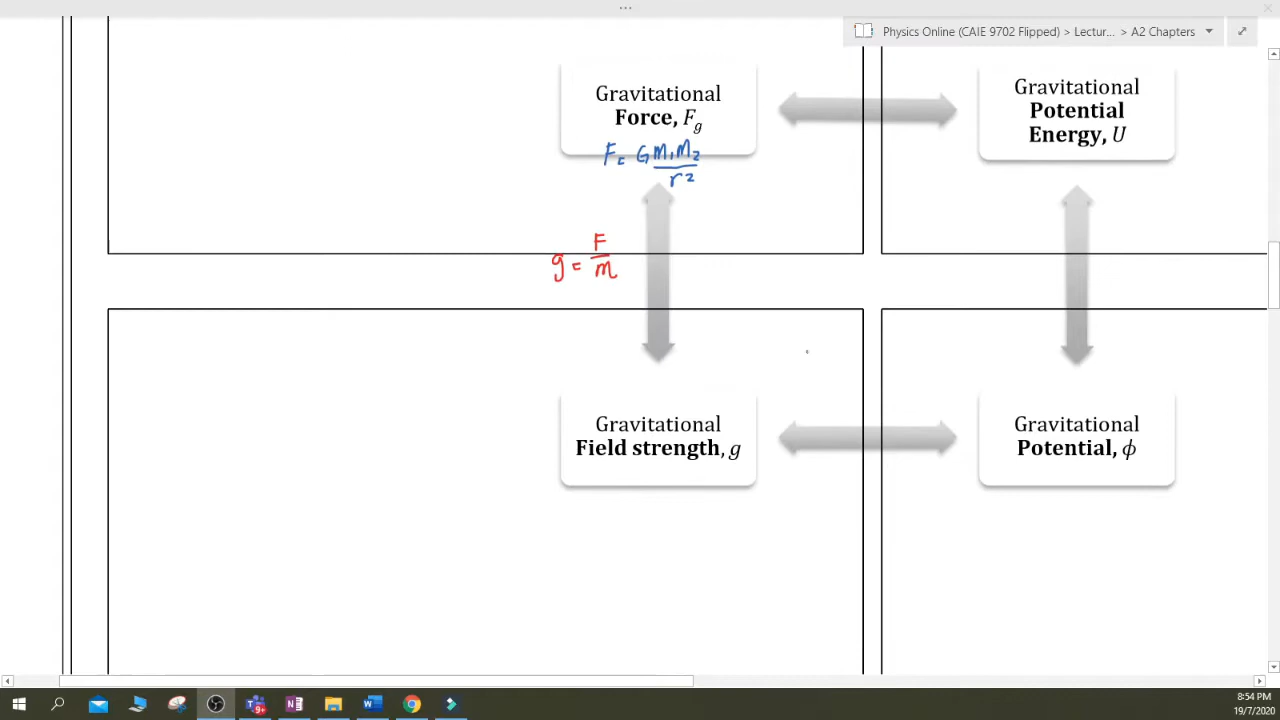 Physics Online (CAIE 9702 Flipped) > Lectur... > A2 Chapters
Gravitational
Force, F_g
F = G m₁m₂ / r²
Gravitational
Potential
Energy, U
g = F / m
Gravitational
Field strength, g
Gravitational
Potential, ϕ
8:54 PM
19/7/2020